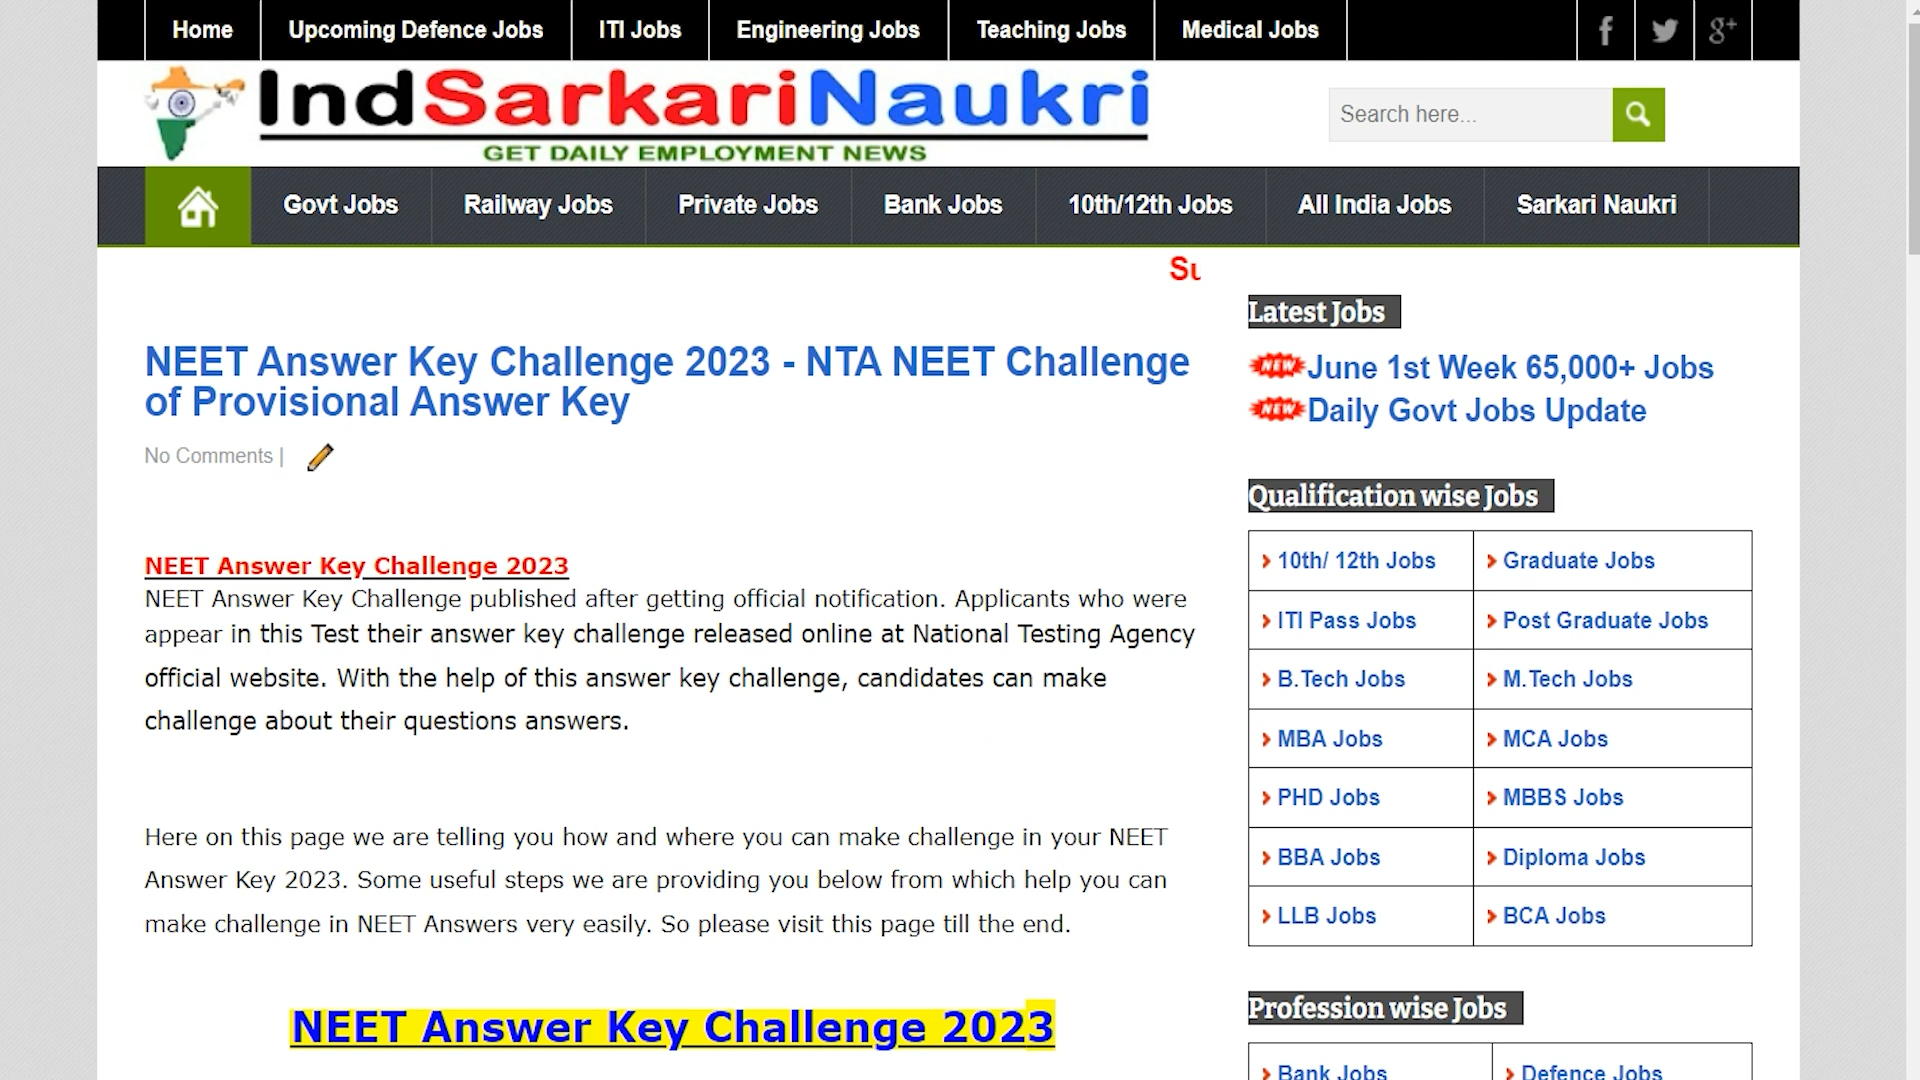 Home Upcoming Defence Jobs ITI Jobs Engineering Jobs Teaching Jobs Medical Jobs
IndSarkariNaukri
GET DAILY EMPLOYMENT NEWS
Search here...
Govt Jobs Railway Jobs Private Jobs Bank Jobs 10th/12th Jobs All India Jobs Sarkari Naukri
NEET Answer Key Challenge 2023 - NTA NEET Challenge
of Provisional Answer Key
No Comments |
NEET Answer Key Challenge 2023
NEET Answer Key Challenge published after getting official notification. Applicants who were
appear in this Test their answer key challenge released online at National Testing Agency
official website. With the help of this answer key challenge, candidates can make
challenge about their questions answers.
Here on this page we are telling you how and where you can make challenge in your NEET
Answer Key 2023. Some useful steps we are providing you below from which help you can
make challenge in NEET Answers very easily. So please visit this page till the end.
NEET Answer Key Challenge 2023
Latest Jobs
NEW June 1st Week 65,000+ Jobs
NEW Daily Govt Jobs Update
Qualification wise Jobs
10th/ 12th Jobs Graduate Jobs
ITI Pass Jobs Post Graduate Jobs
B.Tech Jobs M.Tech Jobs
MBA Jobs MCA Jobs
PHD Jobs MBBS Jobs
BBA Jobs Diploma Jobs
LLB Jobs BCA Jobs
Profession wise Jobs
Bank Jobs Defence Jobs